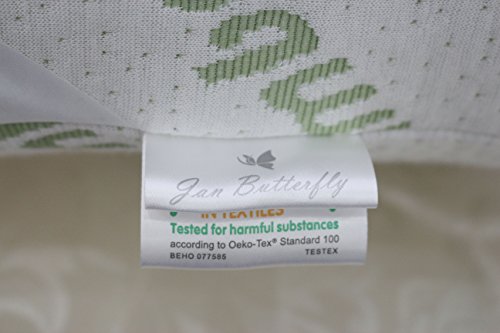 Jan Butterfly
IN TEXTILES
Tested for harmful substances
according to Oeko-Tex® Standard 100
BEHO 077585 TESTEX